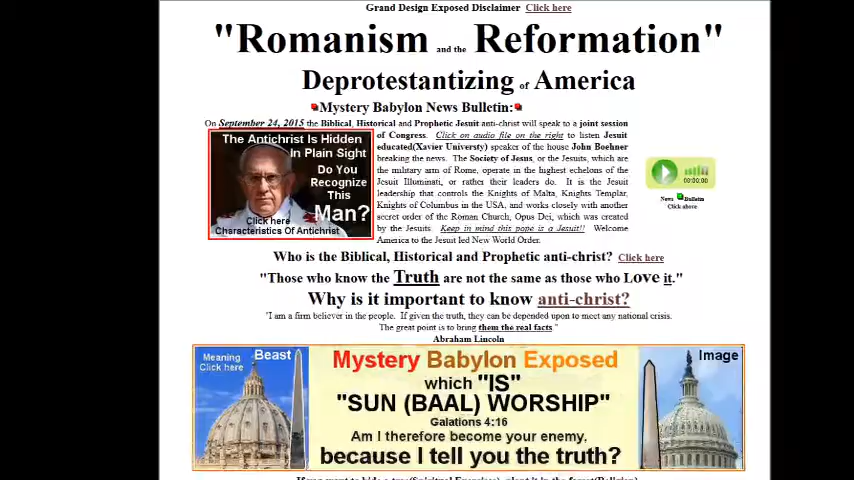 Grand Design Exposed Disclaimer Click here
"Romanism and the Reformation"
Deprotestantizing of America
Mystery Babylon News Bulletin:
On September 24, 2015 the Biblical, Historical and Prophetic Jesuit anti-christ will speak to a joint session
of Congress. Click on audio file on the right to listen Jesuit
educated(Xavier Universty) speaker of the house John Boehner
breaking the news. The Society of Jesus, or the Jesuits, which are
the military arm of Rome, operate in the highest echelons of the
Jesuit Illuminati, or rather their leaders do. It is the Jesuit
leadership that controls the Knights of Malta, Knights Templar,
Knights of Columbus in the USA, and works closely with another
secret order of the Roman Church, Opus Dei, which was created
by the Jesuits. Keep in mind this pope is a Jesuit!! Welcome
America to the Jesuit led New World Order.
The Antichrist Is Hidden
In Plain Sight
Do You
Recognize
This
Man?
Click here
Characteristics Of Antichrist
00:00:00
News Bulletin
Click above
Who is the Biblical, Historical and Prophetic anti-christ? Click here
"Those who know the Truth are not the same as those who Love it."
Why is it important to know anti-christ?
"I am a firm believer in the people. If given the truth, they can be depended upon to meet any national crisis.
The great point is to bring them the real facts."
Abraham Lincoln
Meaning
Click here
Beast
Mystery Babylon Exposed
which "IS"
"SUN (BAAL) WORSHIP"
Galations 4:16
Am I therefore become your enemy,
because I tell you the truth?
Image